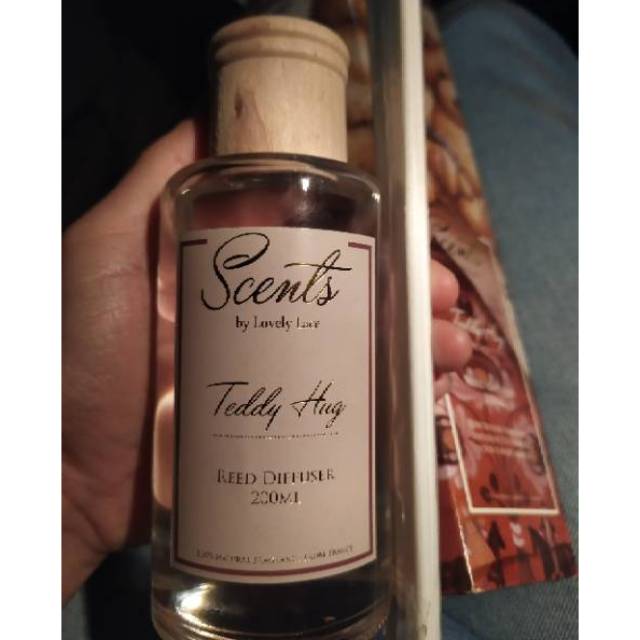 Scents
by Lovely Lace
Teddy Hug
REED DIFFUSER
200ML